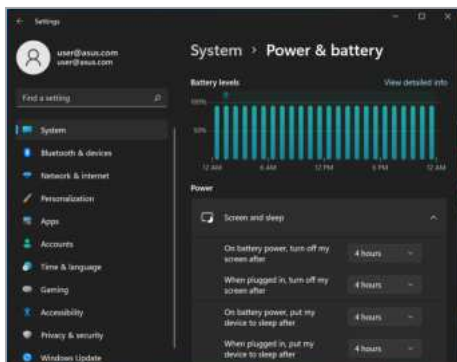 Settings
user@asus.com
user@asus.com
Find a setting
System
Bluetooth & devices
Network & internet
Personalization
Apps
Accounts
Time & language
Gaming
Accessibility
Privacy & security
Windows Update
System > Power & battery
Battery levels
View detailed info
100%
50%
12 AM 6 AM 12 PM 6 PM 12 AM
Power
Screen and sleep
On battery power, turn off my
screen after
4 hours
When plugged in, turn off my
screen after
4 hours
On battery power, put my
device to sleep after
4 hours
When plugged in, put my
device to sleep after
4 hours